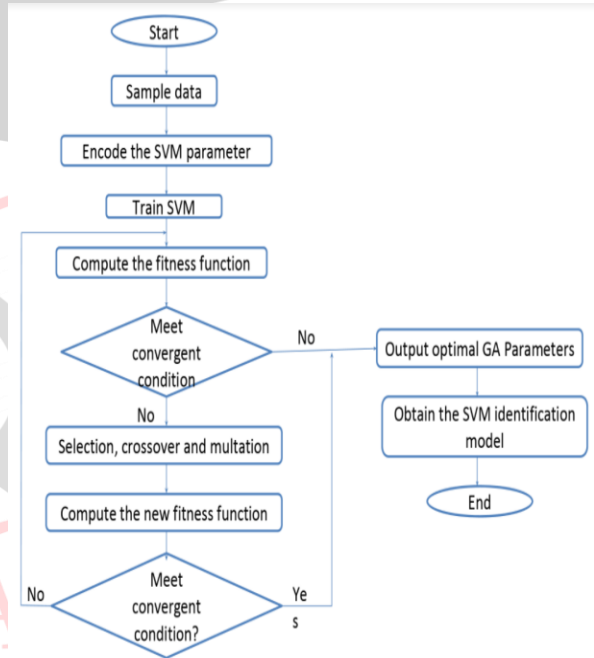 Start
Sample data
Encode the SVM parameter
Train SVM
Compute the fitness function
Meet
convergent
condition
No
Output optimal GA Parameters
Obtain the SVM identification
model
End
No
Selection, crossover and multation
Compute the new fitness function
Meet
convergent
condition?
No
Ye
s